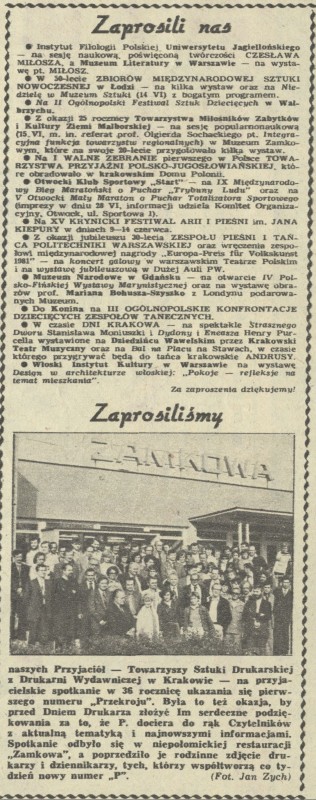 Zaprosili nas
● Instytut Filologii Polskiej Uniwersytetu Jagiellońskiego
— na sesję naukową, poświęconą twórczości CZESŁAWA
MIŁOSZA, a Muzeum Literatury w Warszawie — na wysta-
wę pt. MIŁOSZ.
● W 50-lecie ZBIORÓW MIĘDZYNARODOWEJ SZTUKI
NOWOCZESNEJ w Łodzi — na kilka wystaw oraz na Nie-
dzielę w Muzeum Sztuki (14 VI) z bogatym programem.
● Na II Ogólnopolski Festiwal Sztuk Dziecięcych w Wał-
brzychu.
● Z okazji 25 rocznicy Towarzystwa Miłośników Zabytków
i Kultury Ziemi Malborskiej — na sesję popularnonaukową
(15. VI, m. in. referat prof. Olgierda Sochackiego pt. Integra-
cyjna funkcja towarzystw regionalnych) w Muzeum Zamko-
wym, które na swoje 20-lecie przygotowało kilka wystaw.
● Na I WALNE ZEBRANIE pierwszego w Polsce TOWA-
RZYSTWA PRZYJAŹNI POLSKO-JUGOSŁOWIAŃSKIEJ, któ-
re obradowało w krakowskim Domu Polonii.
● Otwocki Klub Sportowy „Start" — na IX Międzynarodo-
wy Bieg Maratoński o Puchar „Trybuny Ludu" oraz na
V Otwocki Mały Maraton o Puchar Totalizatora Sportowego
(imprezy w dniu 28 VI, informacji udziela Komitet Organiza-
cyjny, Otwock, ul. Sportowa 1).
● Na XV KRYNICKI FESTIWAL ARII I PIEŚNI im. JANA
KIEPURY w dniach 9—14 czerwca.
● Z okazji jubileuszu 30-lecia ZESPOŁU PIEŚNI I TAŃ-
CA POLITECHNIKI WARSZAWSKIEJ oraz wręczenia zespo-
łowi międzynarodowej nagrody „Europa-Preis für Volkskunst
1981" — na koncert galowy w warszawskim Teatrze Polskim
i na wystawę jubileuszową w Dużej Auli PW.
● Muzeum Narodowe w Gdańsku — na otwarcie IV Pol-
sko-Fińskiej Wystawy Marynistycznej oraz na wystawę obra-
zów prof. Mariana Bohusza-Szyszko z Londynu podarowa-
nych Muzeum.
● Do Konina na III OGÓLNOPOLSKIE KONFRONTACJE
DZIECIĘCYCH ZESPOŁÓW TANECZNYCH.
● W czasie DNI KRAKOWA — na spektakle Strasznego
Dworu Stanisława Moniuszki i Dydony i Eneasza Henry Pur-
cella wystawione na Dziedzińcu Wawelskim przez Krakowski
Teatr Muzyczny oraz na Bal na Placu na Stawach, w czasie
którego przygrywać będą do tańca krakowskie ANDRUSY.
● Włoski Instytut Kultury w Warszawie na wystawę
Design w architekturze włoskiej: „Pokoje — refleksje na
temat mieszkania".
Za zaproszenia dziękujemy!
Zaprosiliśmy
ZAMKOWA
naszych Przyjaciół — Towarzyszy Sztuki Drukarskiej
z Drukarni Wydawniczej w Krakowie — na przyja-
cielskie spotkanie w 36 rocznicę ukazania się pierw-
szego numeru „Przekroju". Była to też okazja, by
przed Dniem Drukarza złożyć Im serdeczne podzię-
kowania za to, że P. dociera do rąk Czytelników
z aktualną tematyką i najnowszymi informacjami.
Spotkanie odbyło się w niepołomickiej restauracji
„Zamkowa", a poprzedziło je rodzinne zdjęcie dru-
karzy i dziennikarzy, tych, którzy współtworzą co ty-
dzień nowy numer „P".
(Fot. Jan Zych)